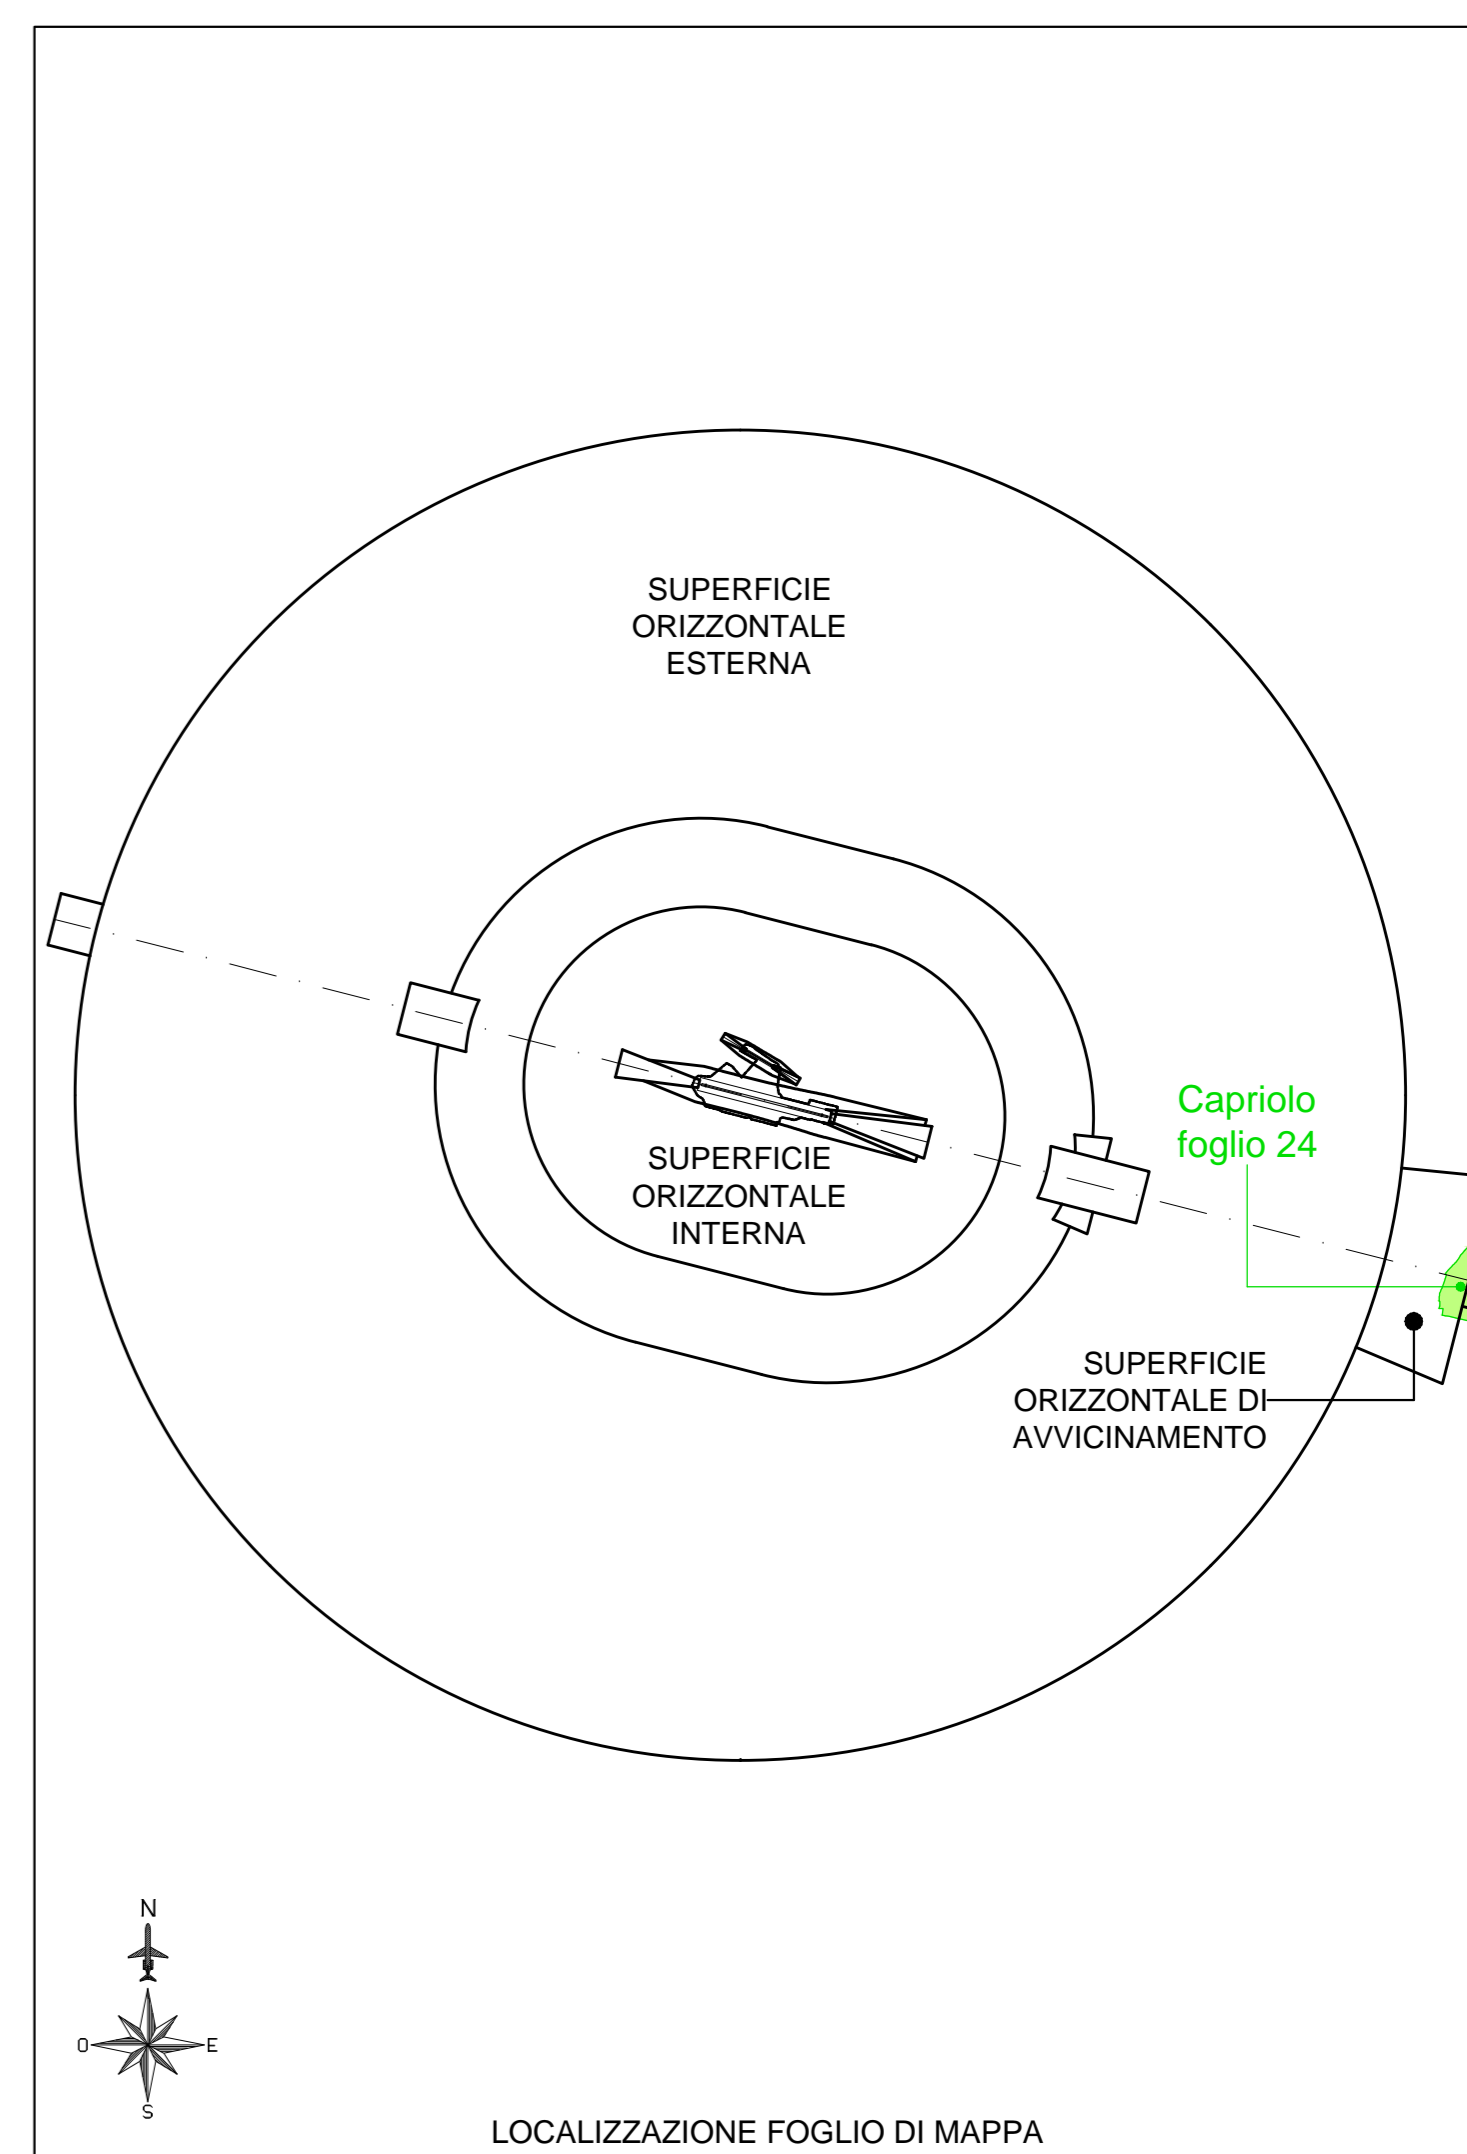 SUPERFICIE
ORIZZONTALE
ESTERNA
Capriolo
foglio 24
SUPERFICIE
ORIZZONTALE
INTERNA
SUPERFICIE
ORIZZONTALE DI
AVVICINAMENTO
N
O
E
S
LOCALIZZAZIONE FOGLIO DI MAPPA